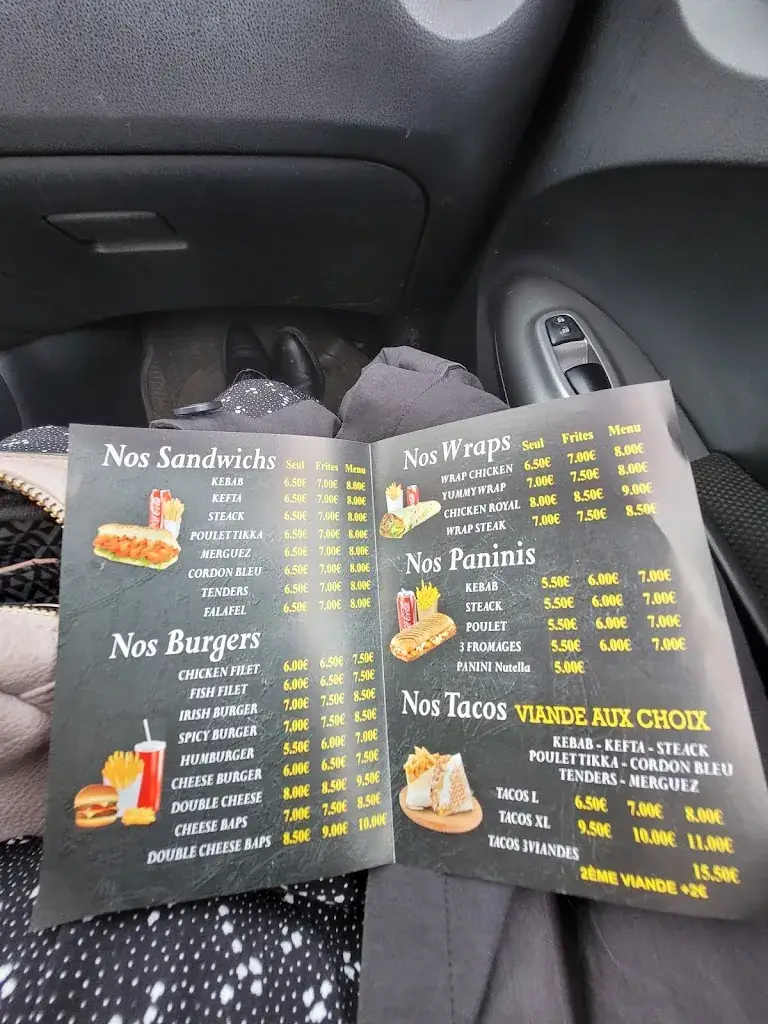 Nos Sandwichs Seul Frites Menu
KEBAB 6.50€ 7.00€ 8.00€
KEFTA 6.50€ 7.00€ 8.00€
STEACK 6.50€ 7.00€ 8.00€
POULET TIKKA 6.50€ 7.00€ 8.00€
MERGUEZ 6.50€ 7.00€ 8.00€
CORDON BLEU 6.50€ 7.00€ 8.00€
TENDERS 6.50€ 7.00€ 8.00€
FALAFEL 6.50€ 7.00€ 8.00€
Nos Burgers
CHICKEN FILET 6.00€ 6.50€ 7.50€
FISH FILET 6.00€ 6.50€ 7.50€
IRISH BURGER 7.00€ 7.50€ 8.50€
SPICY BURGER 7.00€ 7.50€ 8.50€
HUMBURGER 5.50€ 6.00€ 7.00€
CHEESE BURGER 6.00€ 6.50€ 7.50€
DOUBLE CHEESE 8.00€ 8.50€ 9.50€
CHEESE BAPS 7.00€ 7.50€ 8.50€
DOUBLE CHEESE BAPS 8.50€ 9.00€ 10.00€
Nos Wraps Seul Frites Menu
WRAP CHICKEN 6.50€ 7.00€ 8.00€
YUMMY WRAP 7.00€ 7.50€ 8.00€
CHICKEN ROYAL 8.00€ 8.50€ 9.00€
WRAP STEAK 7.00€ 7.50€ 8.50€
Nos Paninis
KEBAB 5.50€ 6.00€ 7.00€
STEACK 5.50€ 6.00€ 7.00€
POULET 5.50€ 6.00€ 7.00€
3 FROMAGES 5.50€ 6.00€ 7.00€
PANINI Nutella 5.00€
Nos Tacos VIANDE AUX CHOIX
KEBAB - KEFTA - STEACK
POULET TIKKA - CORDON BLEU
TENDERS - MERGUEZ
TACOS L 6.50€ 7.00€ 8.00€
TACOS XL 9.50€ 10.00€ 11.00€
TACOS 3VIANDES 15.50€
2ÈME VIANDE +2€